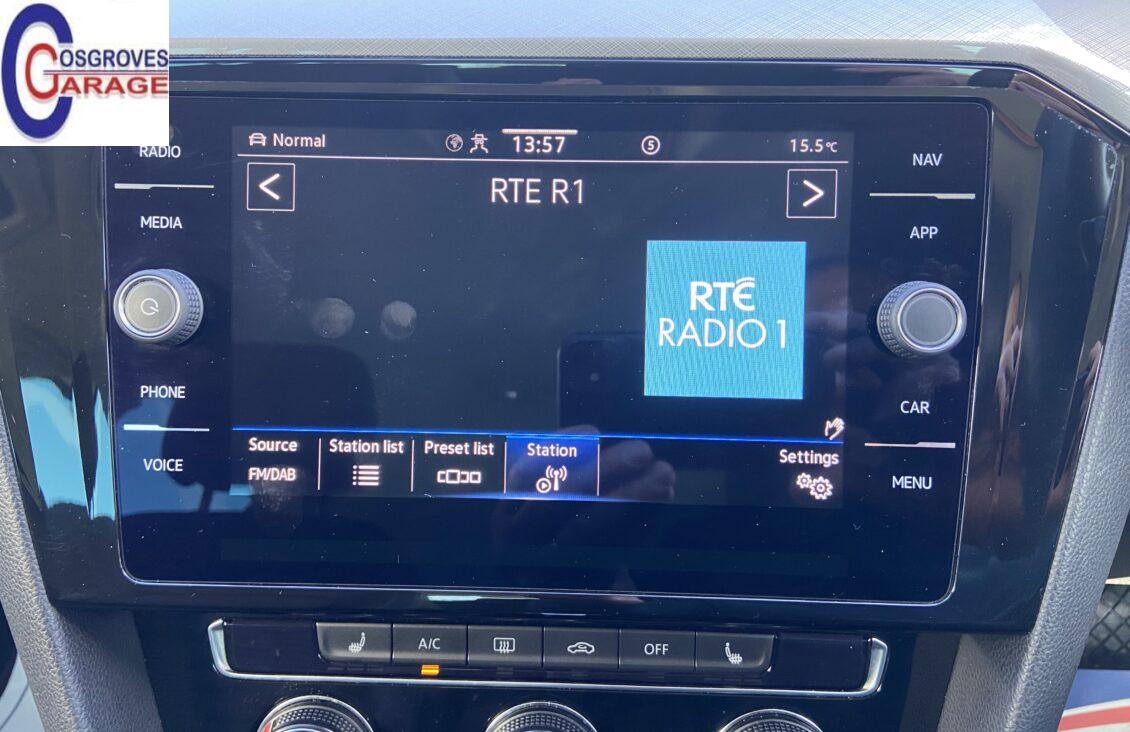 COSGROVES
GARAGE
RADIO
MEDIA
PHONE
VOICE
Normal
13:57
5
15.5°C
<
RTE R1
>
RTÉ
RADIO 1
Source
FM/DAB
Station list
Preset list
Station
Settings
NAV
APP
CAR
MENU
A/C
OFF